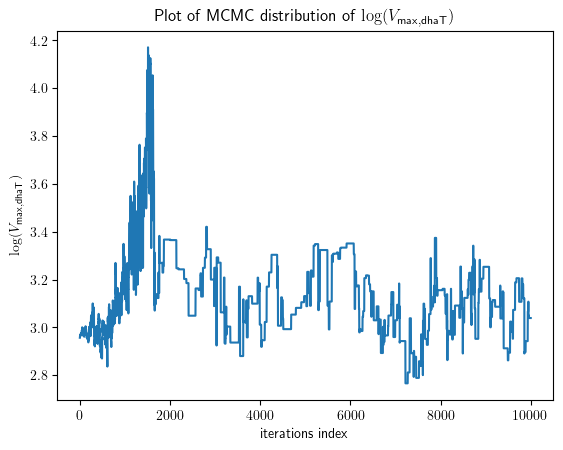 Plot of MCMC distribution of log(V_max,dhaT)
log(V_max,dhaT)
4.2
4.0
3.8
3.6
3.4
3.2
3.0
2.8
0 2000 4000 6000 8000 10000
iterations index